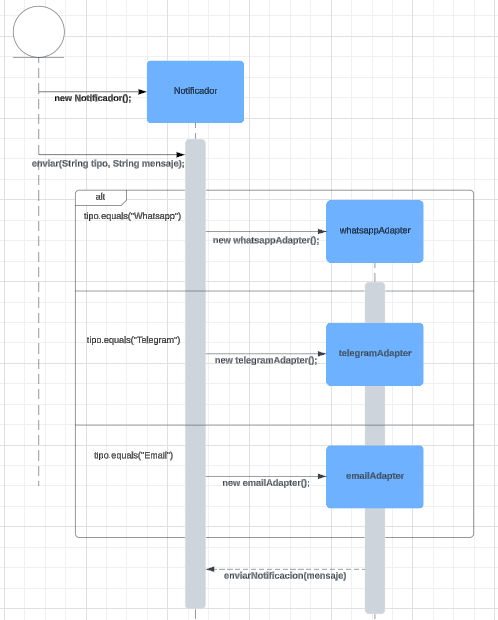 Notificador
new Notificador();
enviar(String tipo, String mensaje);
alt
tipo.equals("Whatsapp")
whatsappAdapter
new whatsappAdapter();
tipo.equals("Telegram")
telegramAdapter
new telegramAdapter();
tipo.equals("Email")
emailAdapter
new emailAdapter();
enviarNotificacion(mensaje)